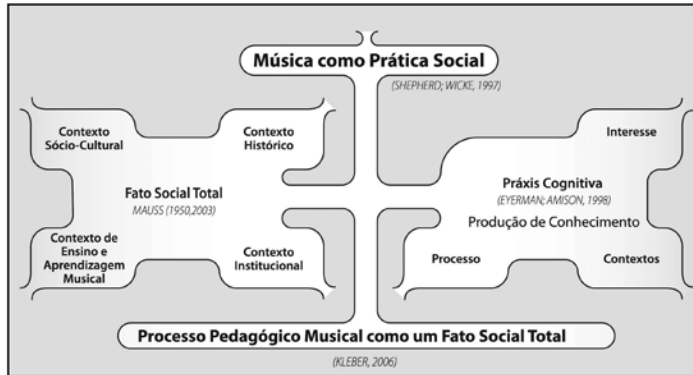 Música como Prática Social
(SHEPHERD; WICKE, 1997)
Contexto
Sócio-Cultural
Contexto
Histórico
Fato Social Total
MAUSS (1950,2003)
Contexto de
Ensino e
Aprendizagem
Musical
Contexto
Institucional
Interesse
Práxis Cognitiva
(EYERMAN; AMISON, 1998)
Produção de Conhecimento
Processo
Contextos
Processo Pedagógico Musical como um Fato Social Total
(KLEBER, 2006)